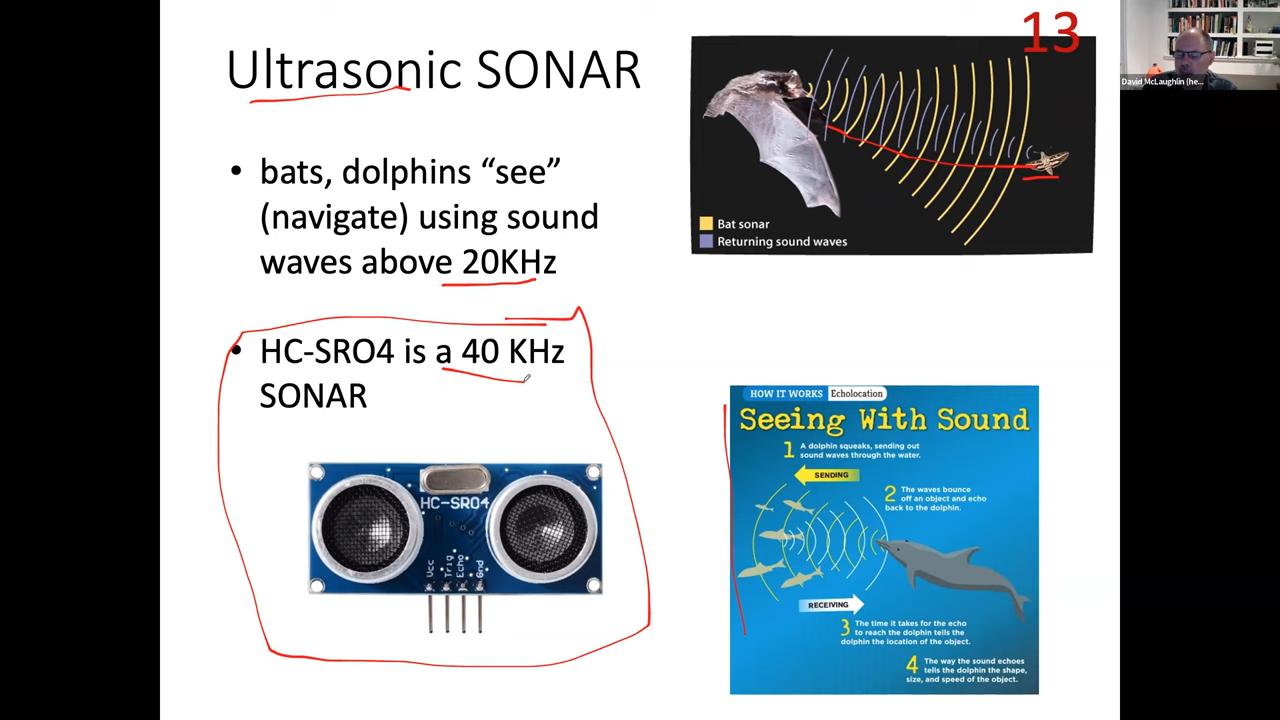 Ultrasonic SONAR
13
David McLaughlin (he...
• bats, dolphins “see”
(navigate) using sound
waves above 20KHz
Bat sonar
Returning sound waves
• HC-SRO4 is a 40 KHz
SONAR
HC-SR04
Vcc
Trig
Echo
Gnd
HOW IT WORKS Echolocation
Seeing With Sound
1 A dolphin squeaks, sending out
sound waves through the water.
SENDING
2 The waves bounce
off an object and echo
back to the dolphin.
RECEIVING
3 The time it takes for the echo
to reach the dolphin tells the
dolphin the location of the object.
4 The way the sound echoes
tells the dolphin the shape,
size, and speed of the object.